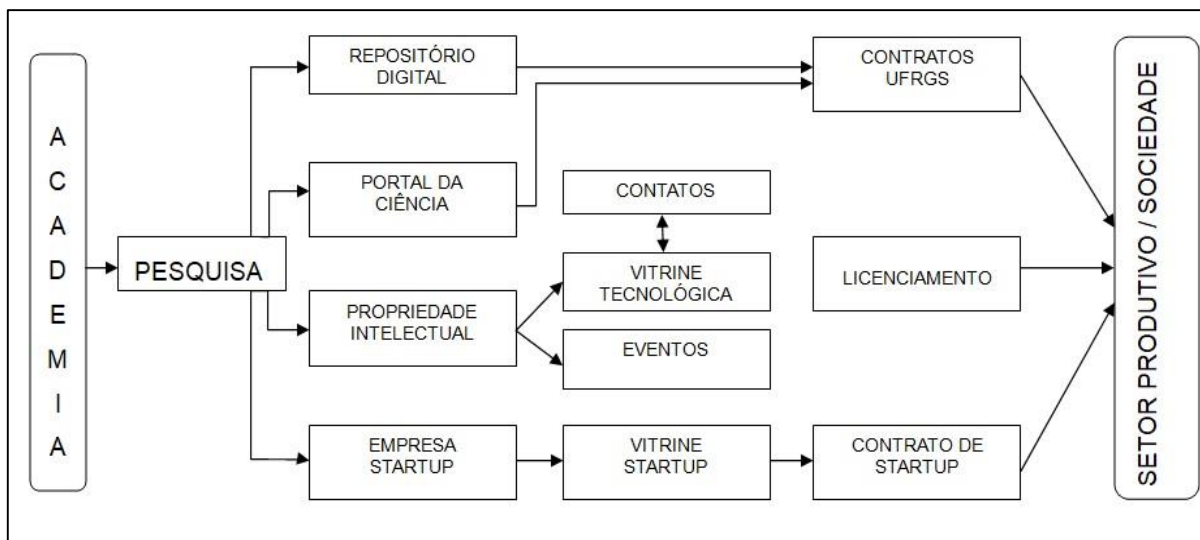 ACADEMIA
PESQUISA
REPOSITÓRIO
DIGITAL
PORTAL DA
CIÊNCIA
PROPRIEDADE
INTELECTUAL
EMPRESA
STARTUP
CONTATOS
VITRINE
TECNOLÓGICA
EVENTOS
VITRINE
STARTUP
CONTRATOS
UFRGS
LICENCIAMENTO
CONTRATO DE
STARTUP
SETOR PRODUTIVO / SOCIEDADE